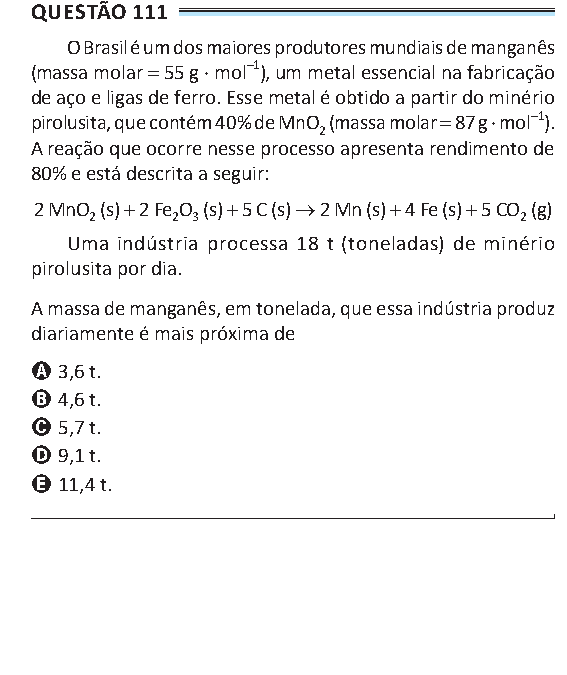 QUESTÃO 111
O Brasil é um dos maiores produtores mundiais de manganês
(massa molar = 55 g · mol⁻¹), um metal essencial na fabricação
de aço e ligas de ferro. Esse metal é obtido a partir do minério
pirolusita, que contém 40% de MnO₂ (massa molar = 87 g · mol⁻¹).
A reação que ocorre nesse processo apresenta rendimento de
80% e está descrita a seguir:
2 MnO₂ (s) + 2 Fe₂O₃ (s) + 5 C (s) → 2 Mn (s) + 4 Fe (s) + 5 CO₂ (g)
Uma indústria processa 18 t (toneladas) de minério
pirolusita por dia.
A massa de manganês, em tonelada, que essa indústria produz
diariamente é mais próxima de
A 3,6 t.
B 4,6 t.
C 5,7 t.
D 9,1 t.
E 11,4 t.